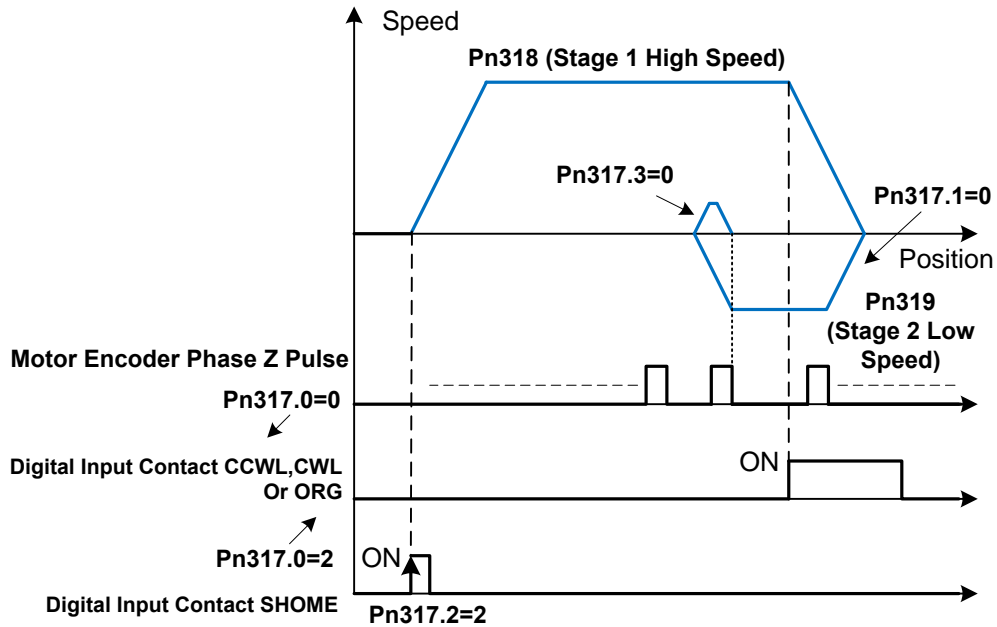 Speed
Pn318 (Stage 1 High Speed)
Pn317.3=0
Pn317.1=0
Position
Pn319
(Stage 2 Low
Speed)
Motor Encoder Phase Z Pulse
Pn317.0=0
Digital Input Contact CCWL,CWL
Or ORG
ON
Pn317.0=2
ON
Digital Input Contact SHOME
Pn317.2=2